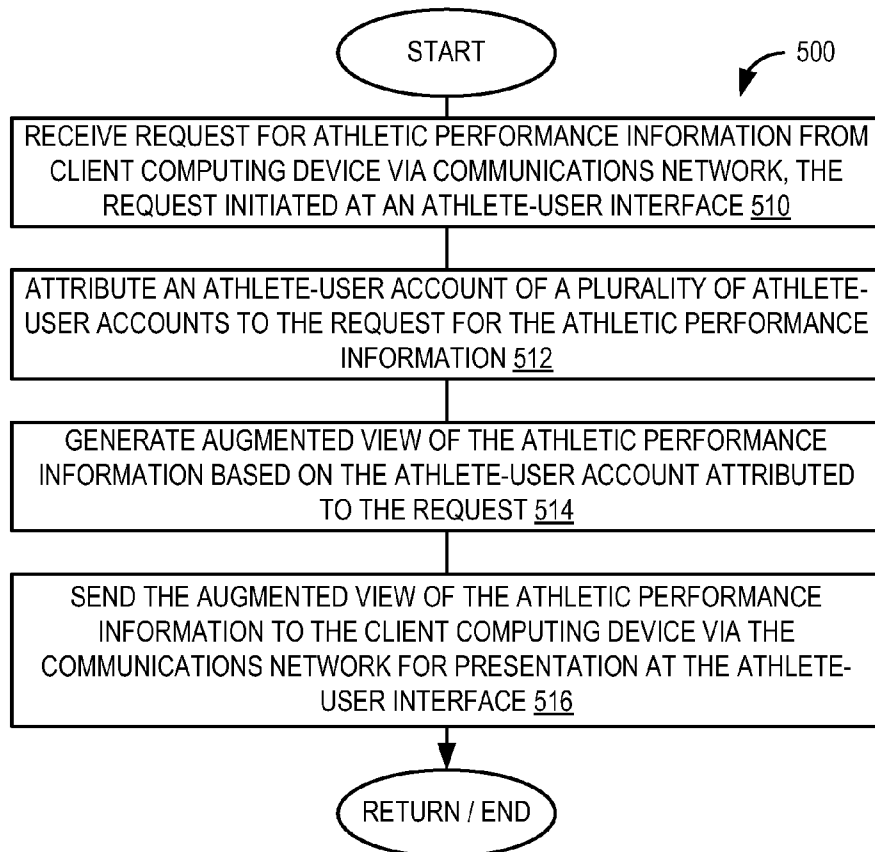 START
500
RECEIVE REQUEST FOR ATHLETIC PERFORMANCE INFORMATION FROM
CLIENT COMPUTING DEVICE VIA COMMUNICATIONS NETWORK, THE
REQUEST INITIATED AT AN ATHLETE-USER INTERFACE 510
ATTRIBUTE AN ATHLETE-USER ACCOUNT OF A PLURALITY OF ATHLETE-
USER ACCOUNTS TO THE REQUEST FOR THE ATHLETIC PERFORMANCE
INFORMATION 512
GENERATE AUGMENTED VIEW OF THE ATHLETIC PERFORMANCE
INFORMATION BASED ON THE ATHLETE-USER ACCOUNT ATTRIBUTED
TO THE REQUEST 514
SEND THE AUGMENTED VIEW OF THE ATHLETIC PERFORMANCE
INFORMATION TO THE CLIENT COMPUTING DEVICE VIA THE
COMMUNICATIONS NETWORK FOR PRESENTATION AT THE ATHLETE-
USER INTERFACE 516
RETURN / END